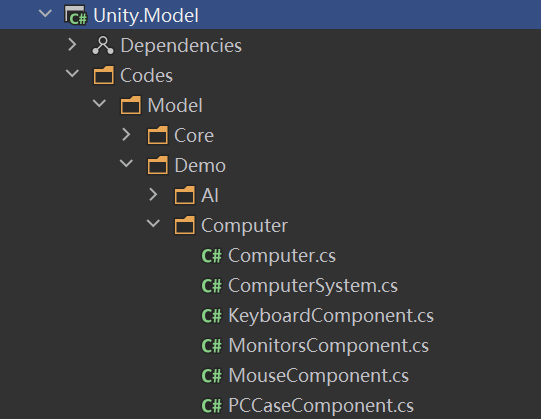 C# Unity.Model
Dependencies
Codes
Model
Core
Demo
AI
Computer
C# Computer.cs
C# ComputerSystem.cs
C# KeyboardComponent.cs
C# MonitorsComponent.cs
C# MouseComponent.cs
C# PCCaseComponent.cs